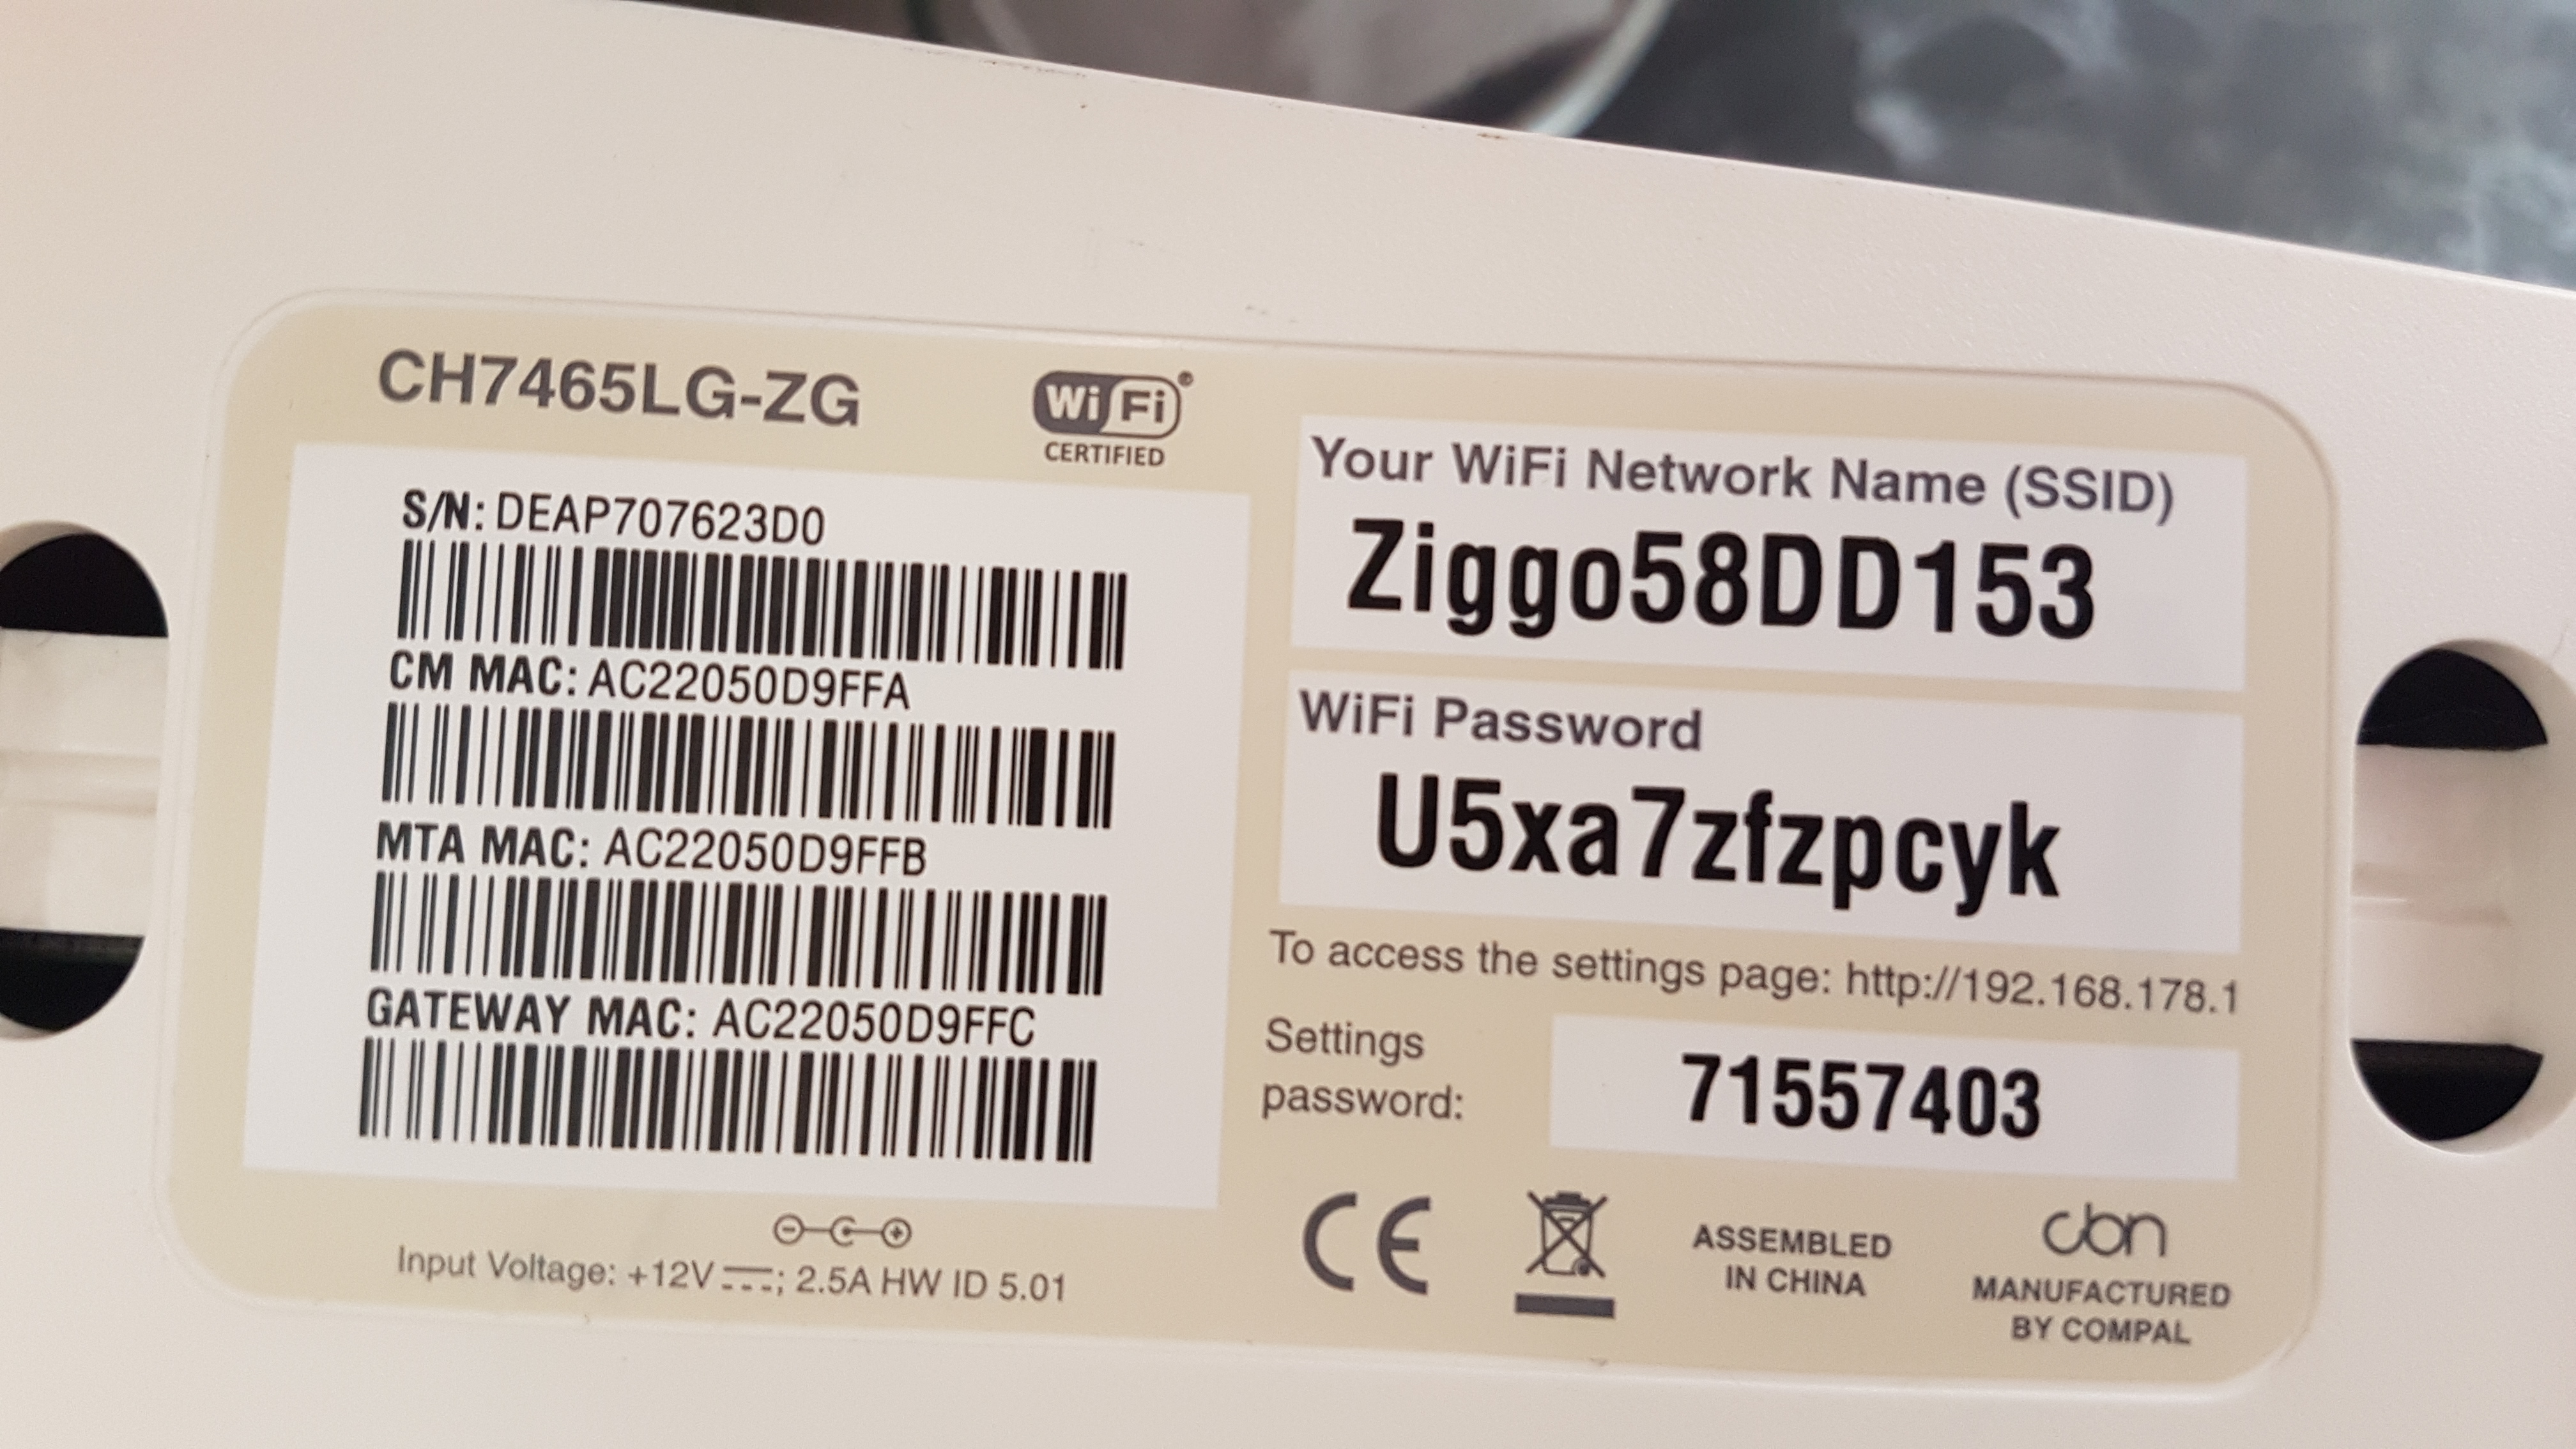 CH7465LG-ZG
WiFi®
CERTIFIED
S/N: DEAP707623D0
CM MAC: AC22050D9FFA
MTA MAC: AC22050D9FFB
GATEWAY MAC: AC22050D9FFC
Input Voltage: +12V⎓; 2.5A HW ID 5.01
Your WiFi Network Name (SSID)
Ziggo58DD153
WiFi Password
U5xa7zfzpcyk
To access the settings page: http://192.168.178.1
Settings
password:
71557403
CE
ASSEMBLED
IN CHINA
cbn
MANUFACTURED
BY COMPAL